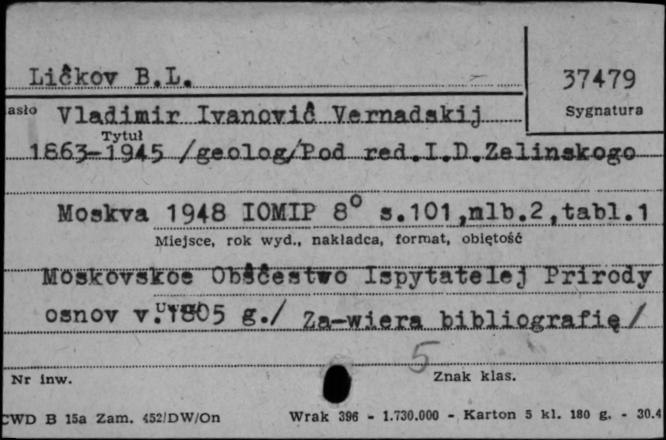 Ličkov B.L.
37479
asło Vladimir Ivanovič Vernadskij
Sygnatura
Tytuł
1863-1945 /geolog/Pod red.I.D.Zelinskogo
Moskva 1948 IOMIP 8° s.101,nlb.2,tabl.1
Miejsce, rok wyd., nakładca, format, objętość
Moskovskoe Obščestwo Ispytatelej Prirody
osnov v.1805 g./ Za-wiera bibliografię/
5
Nr inw.
Znak klas.
CWD B 15a Zam. 452/DW/On
Wrak 396 - 1.730.000 - Karton 5 kl. 180 g. - 30.4